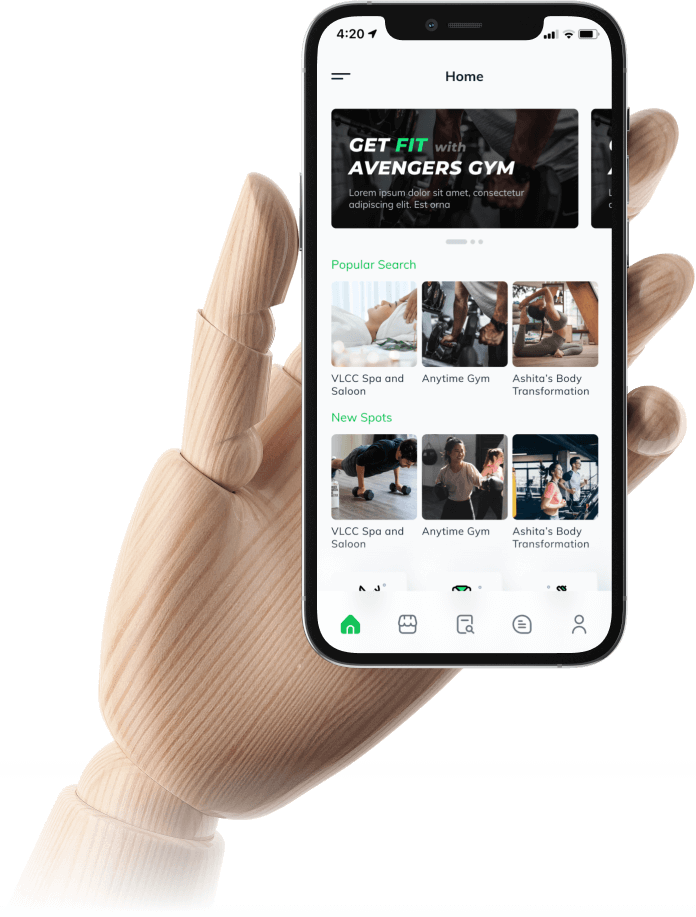 4:20
Home
GET FIT with
AVENGERS GYM
Lorem ipsum dolor sit amet, consectetur
adipiscing elit. Est orna
Popular Search
VLCC Spa and
Saloon
Anytime Gym
Ashita's Body
Transformation
New Spots
VLCC Spa and
Saloon
Anytime Gym
Ashita's Body
Transformation